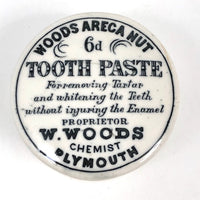 WOODS ARECA NUT
6d
TOOTH PASTE
For removing Tartar
and whitening the Teeth
without injuring the Enamel
PROPRIETOR
W. WOODS
CHEMIST
PLYMOUTH